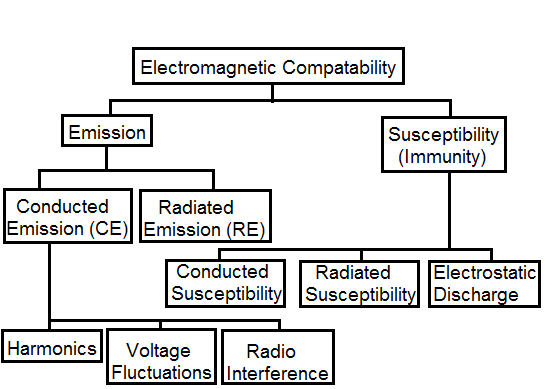 Electromagnetic Compatability
Emission
Susceptibility
(Immunity)
Conducted
Emission (CE)
Radiated
Emission (RE)
Conducted
Susceptibility
Radiated
Susceptibility
Electrostatic
Discharge
Harmonics
Voltage
Fluctuations
Radio
Interference